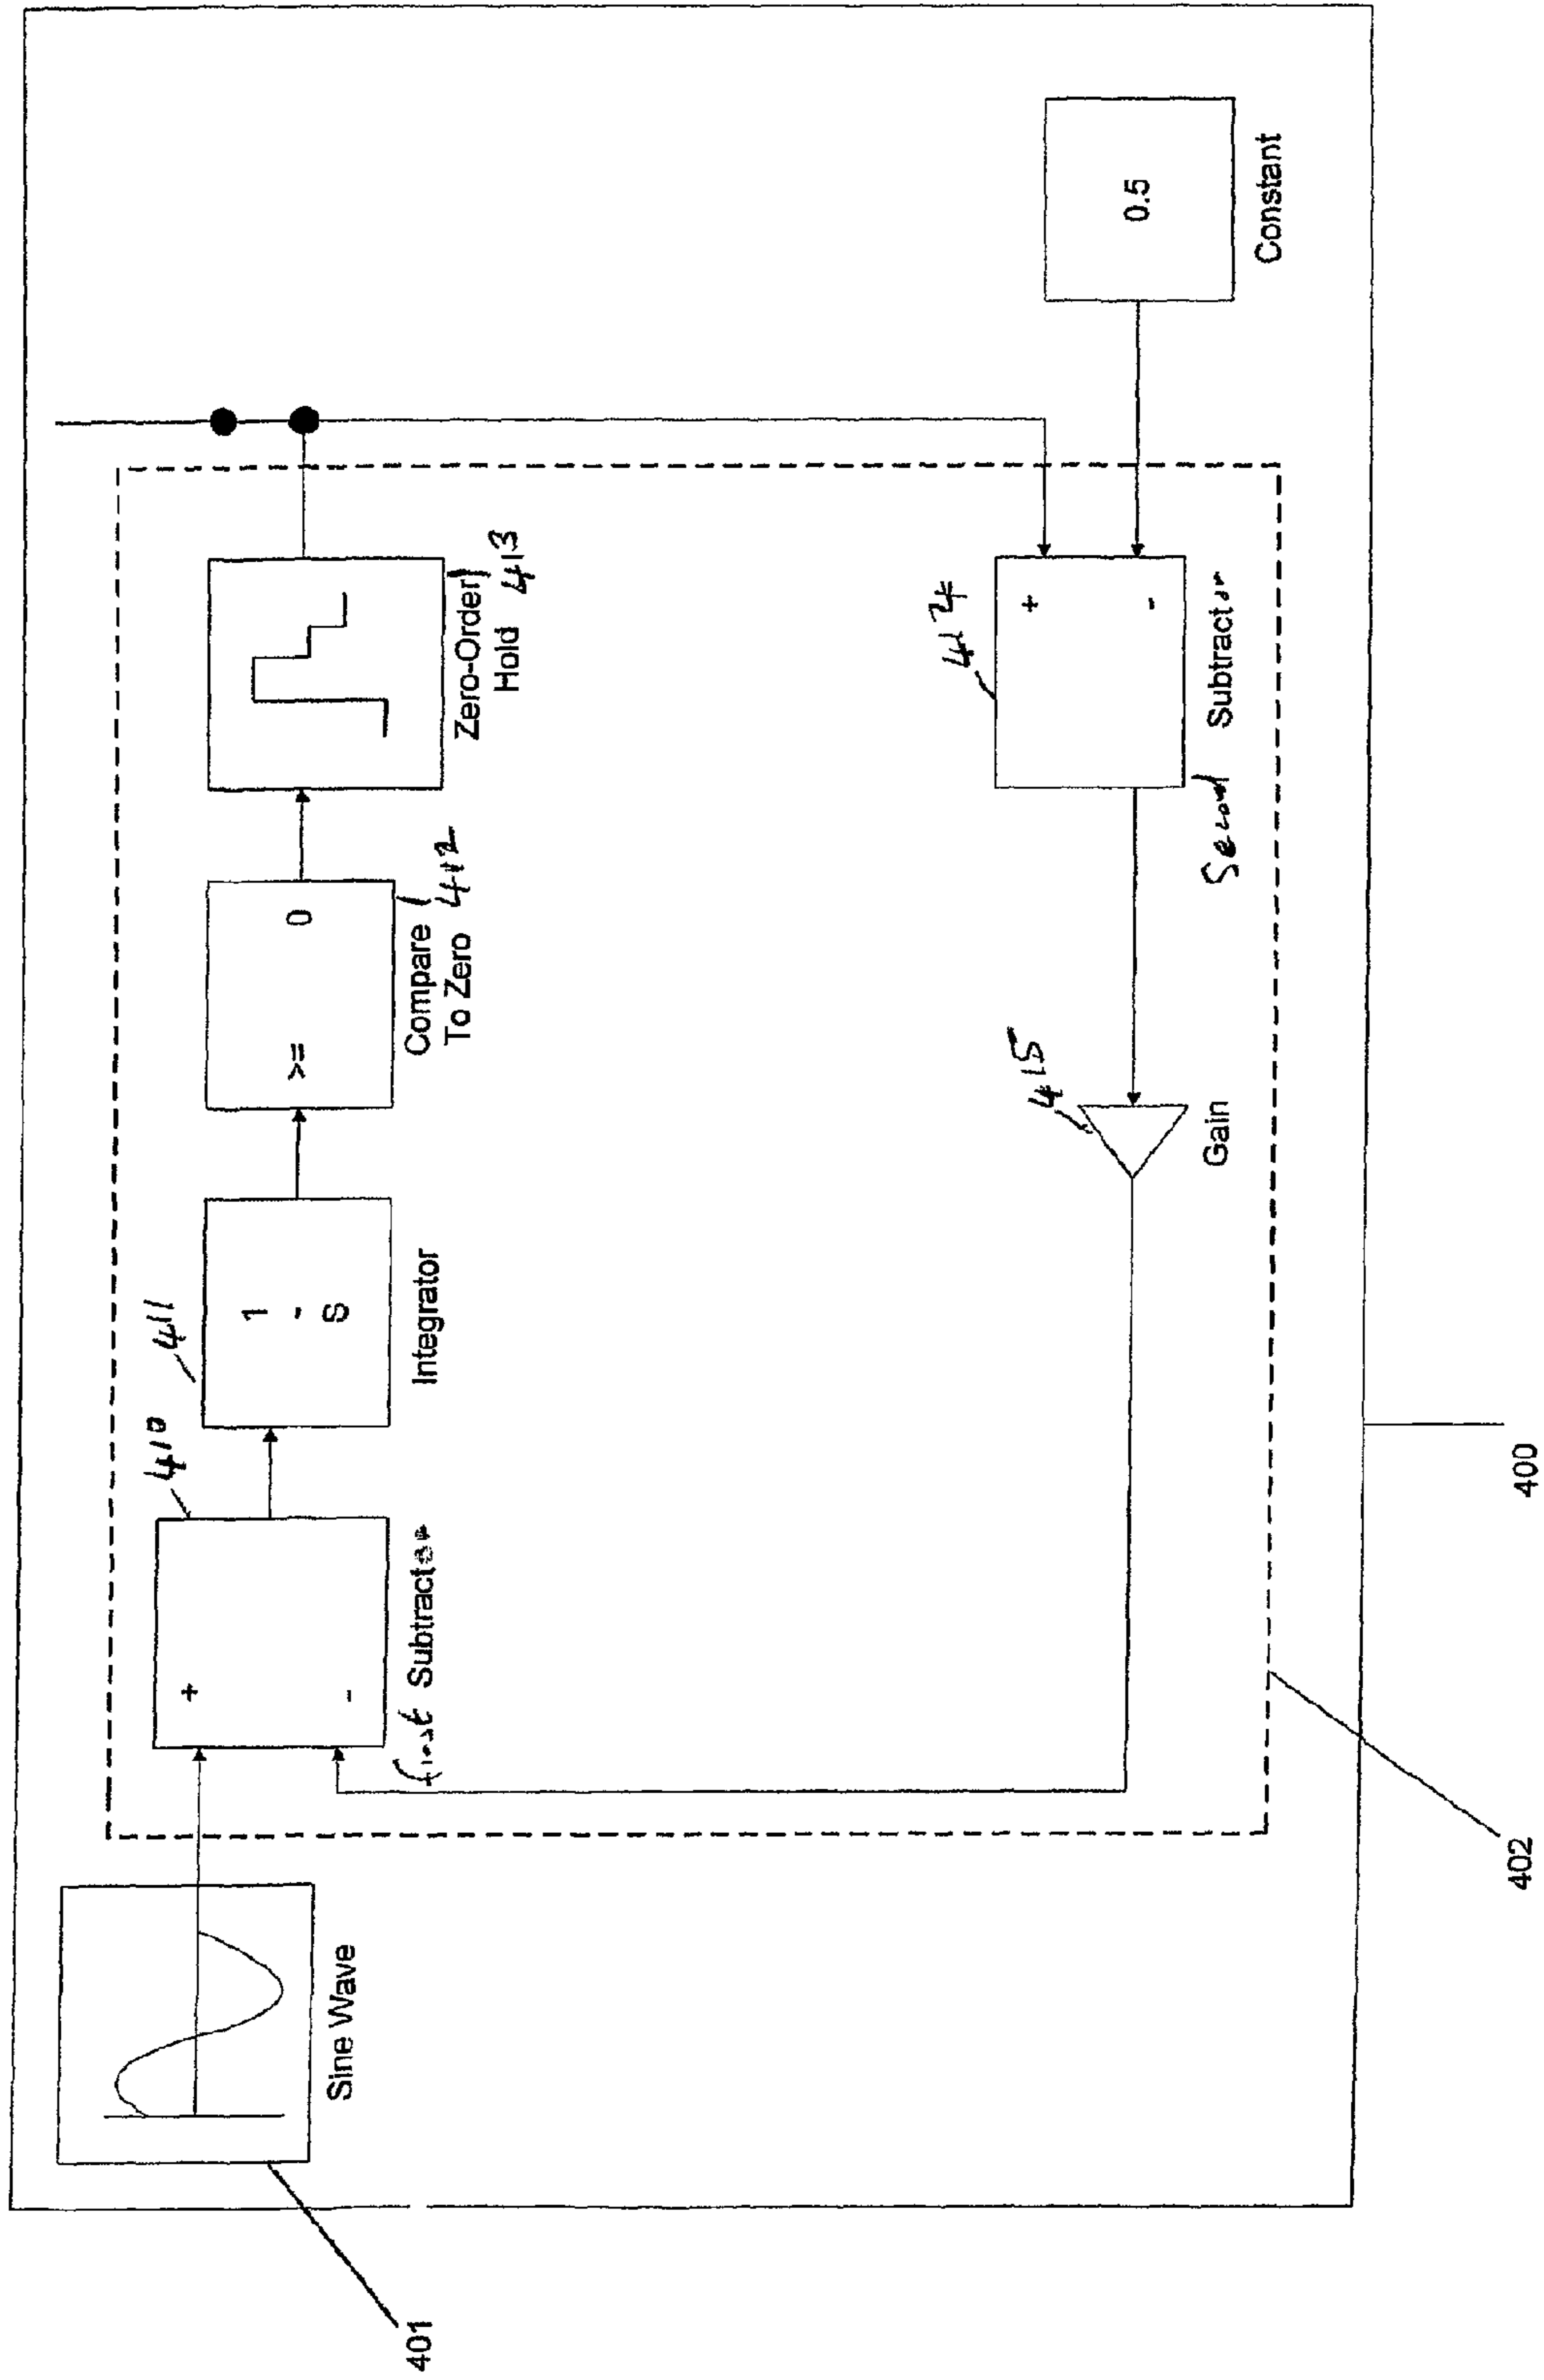 401
Sine Wave
402
400
+
-
410
First Subtractor
411
1
-
S
Integrator
>= 0
Compare
To Zero 412
Zero-Order
Hold 413
+
-
414
Second Subtractor
415
Gain
0.5
Constant